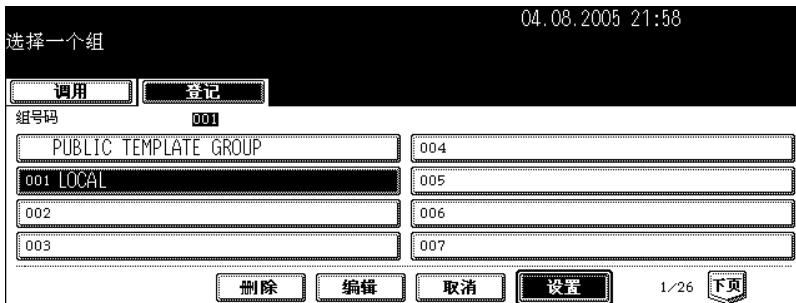 04.08.2005 21:58
选择一个组
调用 登记
组号码 001
PUBLIC TEMPLATE GROUP 004
001 LOCAL 005
002 006
003 007
删除 编辑 取消 设置 1/26 下页